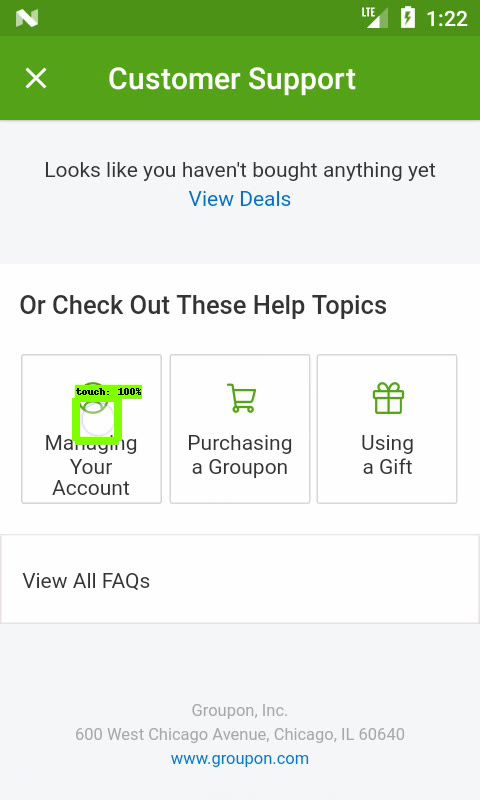 LTE 1:22
Customer Support
Looks like you haven't bought anything yet
View Deals
Or Check Out These Help Topics
touch: 100%
Managing
Your
Account
Purchasing
a Groupon
Using
a Gift
View All FAQs
Groupon, Inc.
600 West Chicago Avenue, Chicago, IL 60640
www.groupon.com